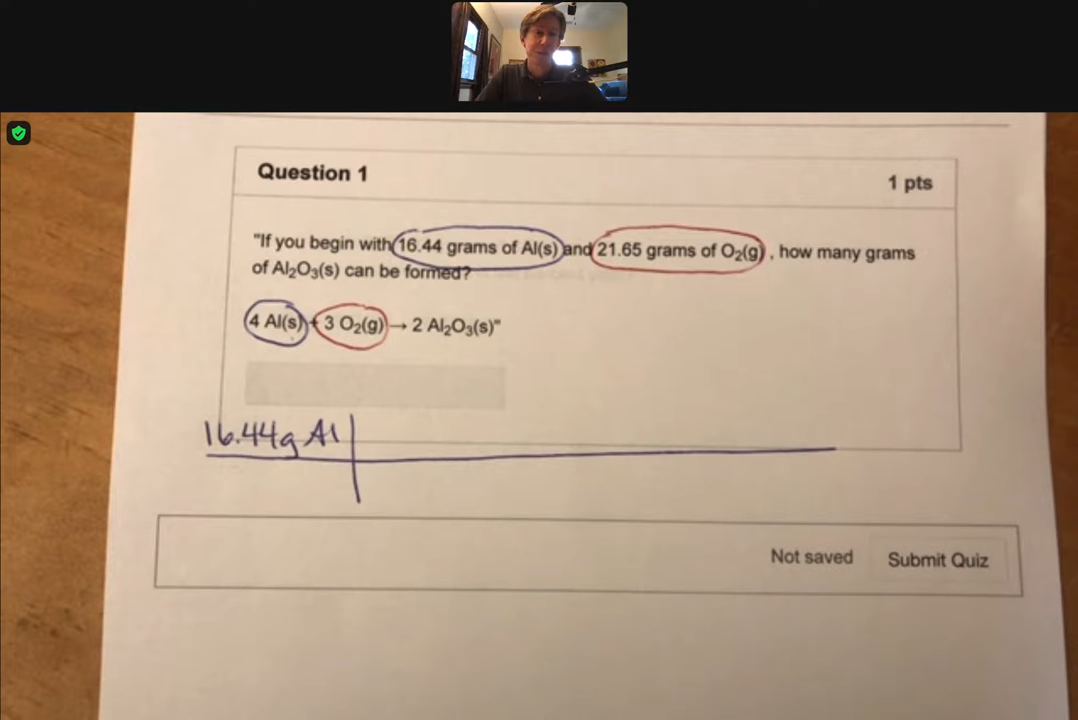 Question 1
1 pts
"If you begin with 16.44 grams of Al(s) and 21.65 grams of O₂(g) , how many grams
of Al₂O₃(s) can be formed?
4 Al(s) + 3 O₂(g) → 2 Al₂O₃(s)"
16.44g Al
Not saved
Submit Quiz